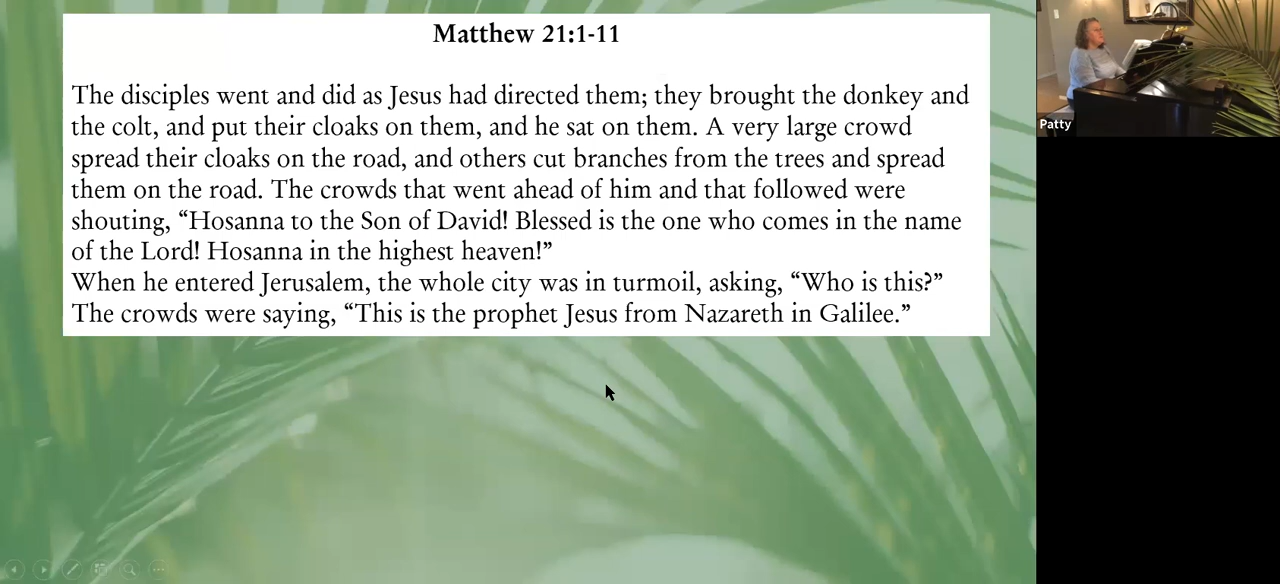 Matthew 21:1-11
The disciples went and did as Jesus had directed them; they brought the donkey and
the colt, and put their cloaks on them, and he sat on them. A very large crowd
spread their cloaks on the road, and others cut branches from the trees and spread
them on the road. The crowds that went ahead of him and that followed were
shouting, “Hosanna to the Son of David! Blessed is the one who comes in the name
of the Lord! Hosanna in the highest heaven!”
When he entered Jerusalem, the whole city was in turmoil, asking, “Who is this?”
The crowds were saying, “This is the prophet Jesus from Nazareth in Galilee.”
Patty